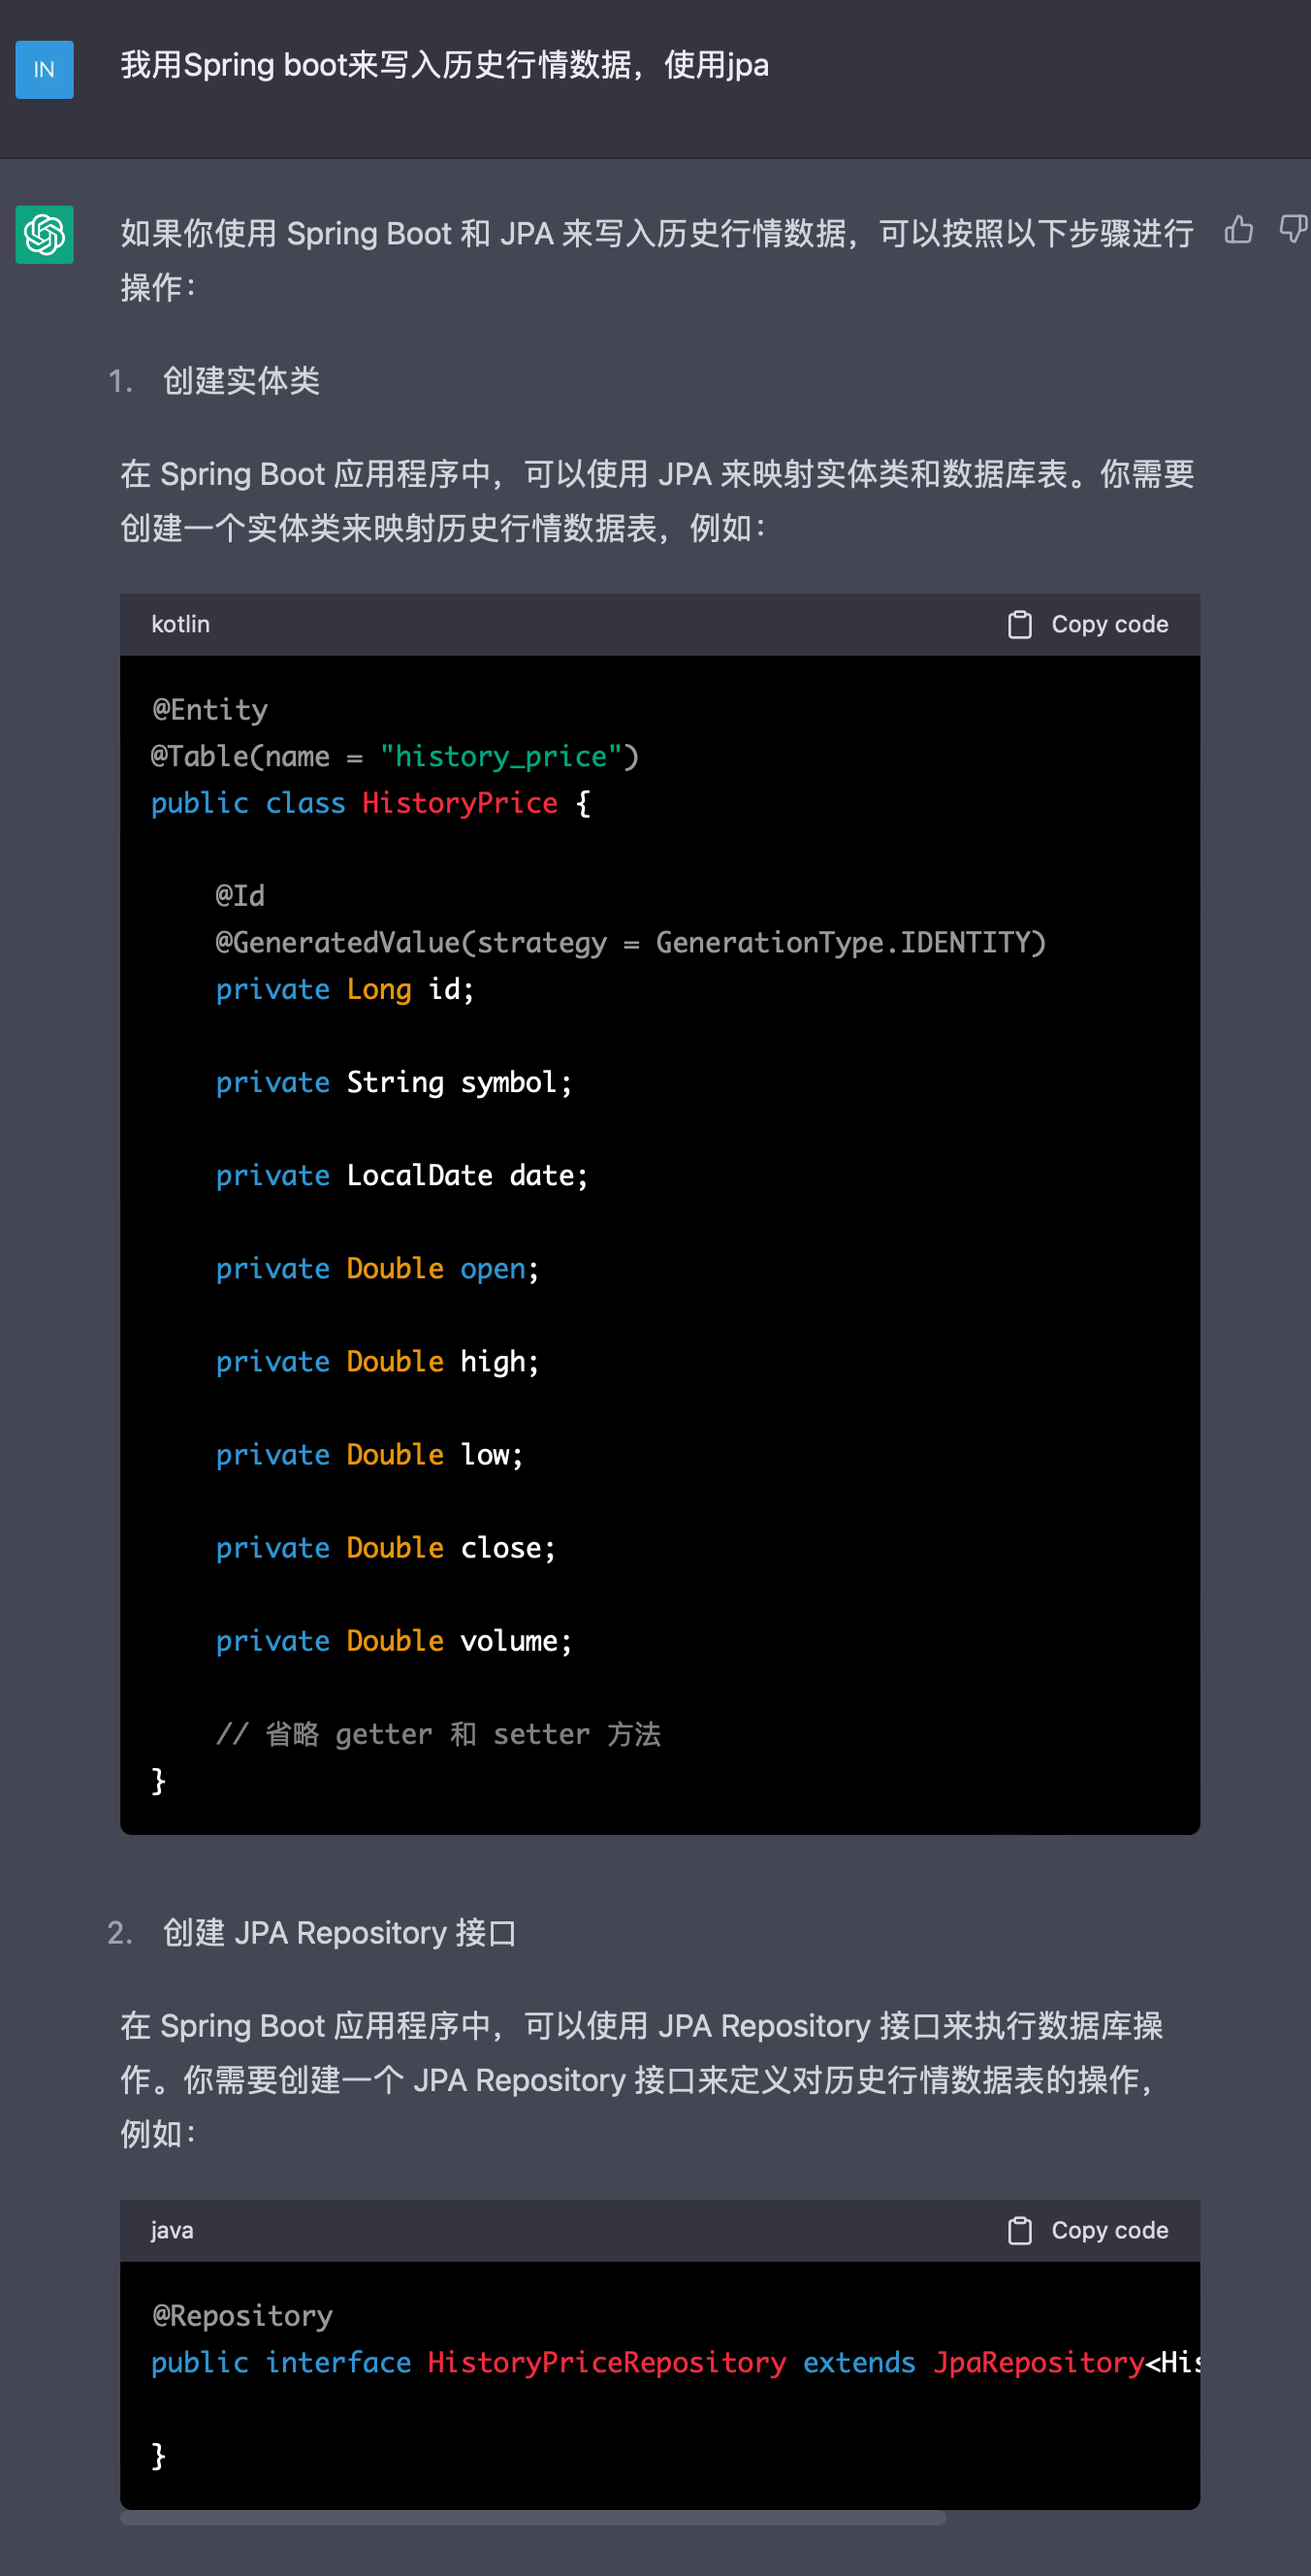 IN
我用Spring boot来写入历史行情数据，使用jpa
如果你使用 Spring Boot 和 JPA 来写入历史行情数据，可以按照以下步骤进行
操作：
1. 创建实体类
在 Spring Boot 应用程序中，可以使用 JPA 来映射实体类和数据库表。你需要
创建一个实体类来映射历史行情数据表，例如：
kotlin Copy code
@Entity
@Table(name = "history_price")
public class HistoryPrice {
@Id
@GeneratedValue(strategy = GenerationType.IDENTITY)
private Long id;
private String symbol;
private LocalDate date;
private Double open;
private Double high;
private Double low;
private Double close;
private Double volume;
// 省略 getter 和 setter 方法
}
2. 创建 JPA Repository 接口
在 Spring Boot 应用程序中，可以使用 JPA Repository 接口来执行数据库操
作。你需要创建一个 JPA Repository 接口来定义对历史行情数据表的操作，
例如：
java Copy code
@Repository
public interface HistoryPriceRepository extends JpaRepository<His
}